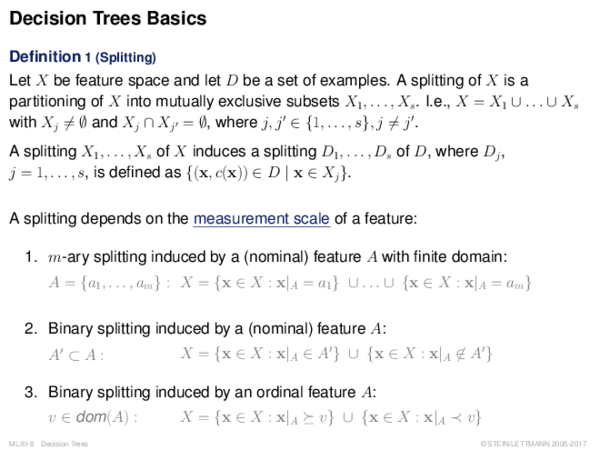 Decision Trees Basics
Definition 1 (Splitting)
Let X be feature space and let D be a set of examples. A splitting of X is a
partitioning of X into mutually exclusive subsets X₁, . . . , Xₛ. I.e., X = X₁ ∪ . . . ∪ Xₛ
with Xⱼ ≠ ∅ and Xⱼ ∩ Xⱼ′ = ∅, where j, j′ ∈ {1, . . . , s}, j ≠ j′.
A splitting X₁, . . . , Xₛ of X induces a splitting D₁, . . . , Dₛ of D, where Dⱼ,
j = 1, . . . , s, is defined as {(x, c(x)) ∈ D | x ∈ Xⱼ}.
A splitting depends on the measurement scale of a feature:
1. m-ary splitting induced by a (nominal) feature A with finite domain:
A = {a₁, . . . , aₘ} : X = {x ∈ X : x|_A = a₁} ∪ . . . ∪ {x ∈ X : x|_A = aₘ}
2. Binary splitting induced by a (nominal) feature A:
A′ ⊂ A : X = {x ∈ X : x|_A ∈ A′} ∪ {x ∈ X : x|_A ∉ A′}
3. Binary splitting induced by an ordinal feature A:
v ∈ dom(A) : X = {x ∈ X : x|_A ⪰ v} ∪ {x ∈ X : x|_A ≺ v}
ML:III-8 Decision Trees © STEIN/LETTMANN 2005-2017